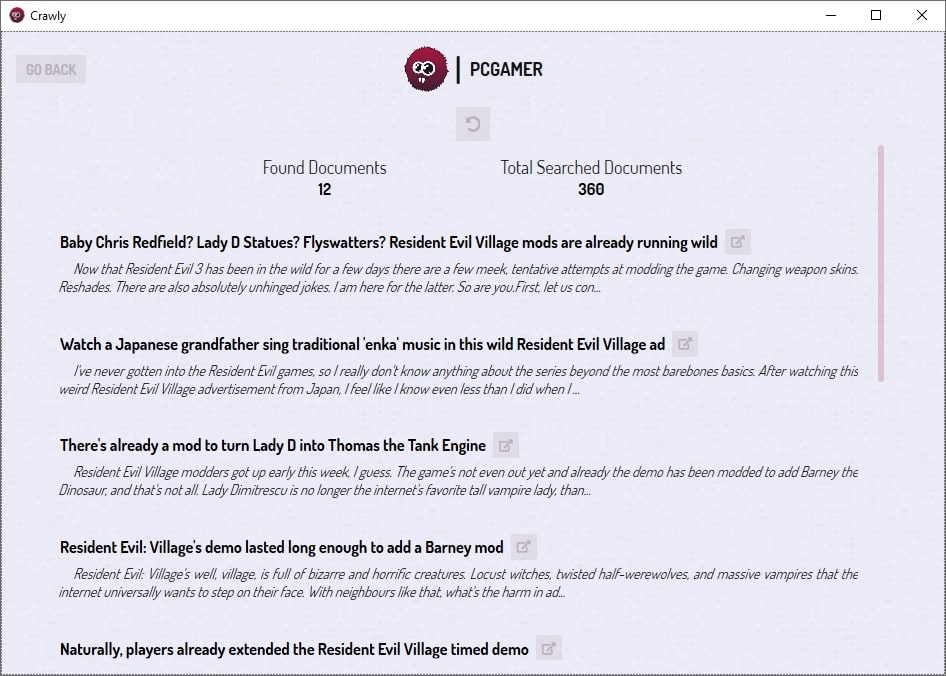 Crawly
GO BACK
PCGAMER
Found Documents
12
Total Searched Documents
360
Baby Chris Redfield? Lady D Statues? Flyswatters? Resident Evil Village mods are already running wild
Now that Resident Evil 3 has been in the wild for a few days there are a few meek, tentative attempts at modding the game. Changing weapon skins.
Reshades. There are also absolutely unhinged jokes. I am here for the latter. So are you.First, let us con...
Watch a Japanese grandfather sing traditional 'enka' music in this wild Resident Evil Village ad
I've never gotten into the Resident Evil games, so I really don't know anything about the series beyond the most barebones basics. After watching this
weird Resident Evil Village advertisement from Japan, I feel like I know even less than I did when I ...
There's already a mod to turn Lady D into Thomas the Tank Engine
Resident Evil Village modders got up early this week, I guess. The game's not even out yet and already the demo has been modded to add Barney the
Dinosaur, and that's not all. Lady Dimitrescu is no longer the internet's favorite tall vampire lady, than...
Resident Evil: Village's demo lasted long enough to add a Barney mod
Resident Evil: Village's well, village, is full of bizarre and horrific creatures. Locust witches, twisted half-werewolves, and massive vampires that the
internet universally wants to step on their face. With neighbours like that, what's the harm in ad...
Naturally, players already extended the Resident Evil Village timed demo